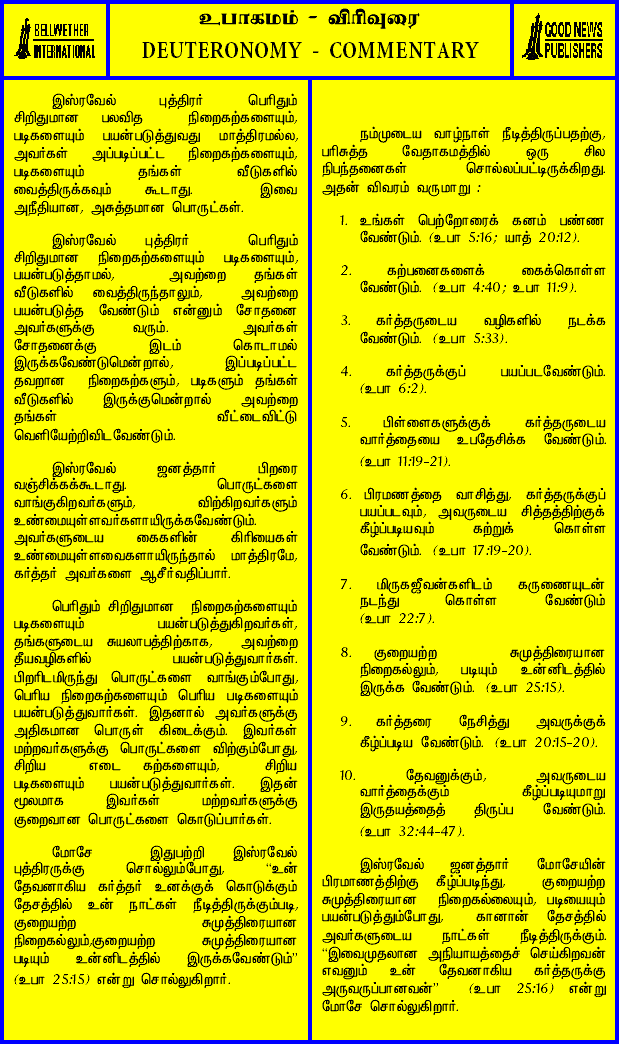 BELLWETHER
INTERNATIONAL
உபாகமம் - விரிவுரை
DEUTERONOMY - COMMENTARY
GOOD NEWS
PUBLISHERS
இஸ்ரவேல் புத்திரர் பெரிதும்
சிறிதுமான பலவித நிறைகற்களையும்,
படிகளையும் பயன்படுத்துவது மாத்திரமல்ல,
அவர்கள் அப்படிப்பட்ட நிறைகற்களையும்,
படிகளையும் தங்கள் வீடுகளில்
வைத்திருக்கவும் கூடாது. இவை
அநீதியான, அசுத்தமான பொருட்கள்.
இஸ்ரவேல் புத்திரர் பெரிதும்
சிறிதுமான நிறைகற்களையும் படிகளையும்,
பயன்படுத்தாமல், அவற்றை தங்கள்
வீடுகளில் வைத்திருந்தாலும், அவற்றை
பயன்படுத்த வேண்டும் என்னும் சோதனை
அவர்களுக்கு வரும். அவர்கள்
சோதனைக்கு இடம் கொடாமல்
இருக்கவேண்டுமென்றால், இப்படிப்பட்ட
தவறான நிறைகற்களும், படிகளும் தங்கள்
வீடுகளில் இருக்குமென்றால் அவற்றை
தங்கள் வீட்டைவிட்டு
வெளியேற்றிவிடவேண்டும்.
இஸ்ரவேல் ஜனத்தார் பிறரை
வஞ்சிக்கக்கூடாது. பொருட்களை
வாங்குகிறவர்களும், விற்கிறவர்களும்
உண்மையுள்ளவர்களாயிருக்கவேண்டும்.
அவர்களுடைய கைகளின் கிரியைகள்
உண்மையுள்ளவைகளாயிருந்தால் மாத்திரமே,
கர்த்தர் அவர்களை ஆசீர்வதிப்பார்.
பெரிதும் சிறிதுமான நிறைகற்களையும்
படிகளையும் பயன்படுத்துகிறவர்கள்,
தங்களுடைய சுயலாபத்திற்காக, அவற்றை
தீயவழிகளில் பயன்படுத்துவார்கள்.
பிறரிடமிருந்து பொருட்களை வாங்கும்போது,
பெரிய நிறைகற்களையும் பெரிய படிகளையும்
பயன்படுத்துவார்கள். இதனால் அவர்களுக்கு
அதிகமான பொருள் கிடைக்கும். இவர்கள்
மற்றவர்களுக்கு பொருட்களை விற்கும்போது,
சிறிய எடை கற்களையும், சிறிய
படிகளையும் பயன்படுத்துவார்கள். இதன்
மூலமாக இவர்கள் மற்றவர்களுக்கு
குறைவான பொருட்களை கொடுப்பார்கள்.
மோசே இதுபற்றி இஸ்ரவேல்
புத்திரருக்கு சொல்லும்போது, “உன்
தேவனாகிய கர்த்தர் உனக்குக் கொடுக்கும்
தேசத்தில் உன் நாட்கள் நீடித்திருக்கும்படி,
குறையற்ற சுமுத்திரையான
நிறைகல்லும்,குறையற்ற சுமுத்திரையான
படியும் உன்னிடத்தில் இருக்கவேண்டும்”
(உபா 25:15) என்று சொல்லுகிறார்.
நம்முடைய வாழ்நாள் நீடித்திருப்பதற்கு,
பரிசுத்த வேதாகமத்தில் ஒரு சில
நிபந்தனைகள் சொல்லப்பட்டிருக்கிறது.
அதன் விவரம் வருமாறு :
1. உங்கள் பெற்றோரைக் கனம் பண்ண
வேண்டும். (உபா 5:16; யாத் 20:12).
2. கற்பனைகளைக் கைக்கொள்ள
வேண்டும். (உபா 4:40; உபா 11:9).
3. கர்த்தருடைய வழிகளில் நடக்க
வேண்டும். (உபா 5:33).
4. கர்த்தருக்குப் பயப்படவேண்டும்.
(உபா 6:2).
5. பிள்ளைகளுக்குக் கர்த்தருடைய
வார்த்தையை உபதேசிக்க வேண்டும்.
(உபா 11:19-21).
6. பிரமணத்தை வாசித்து, கர்த்தருக்குப்
பயப்படவும், அவருடைய சித்தத்திற்குக்
கீழ்ப்படியவும் கற்றுக் கொள்ள
வேண்டும். (உபா 17:19-20).
7. மிருகஜீவன்களிடம் கருணையுடன்
நடந்து கொள்ள வேண்டும்
(உபா 22:7).
8. குறையற்ற சுமுத்திரையான
நிறைகல்லும், படியும் உன்னிடத்தில்
இருக்க வேண்டும். (உபா 25:15).
9. கர்த்தரை நேசித்து அவருக்குக்
கீழ்ப்படிய வேண்டும். (உபா 20:15-20).
10. தேவனுக்கும், அவருடைய
வார்த்தைக்கும் கீழ்ப்படியுமாறு
இருதயத்தைத் திருப்ப வேண்டும்.
(உபா 32:44-47).
இஸ்ரவேல் ஜனத்தார் மோசேயின்
பிரமாணத்திற்கு கீழ்ப்படிந்து, குறையற்ற
சுமுத்திரையான நிறைகல்லையும், படியையும்
பயன்படுத்தும்போது, கானான் தேசத்தில்
அவர்களுடைய நாட்கள் நீடித்திருக்கும்.
“இவைமுதலான அநியாயத்தைச் செய்கிறவன்
எவனும் உன் தேவனாகிய கர்த்தருக்கு
அருவருப்பானவன்” (உபா 25:16) என்று
மோசே சொல்லுகிறார்.